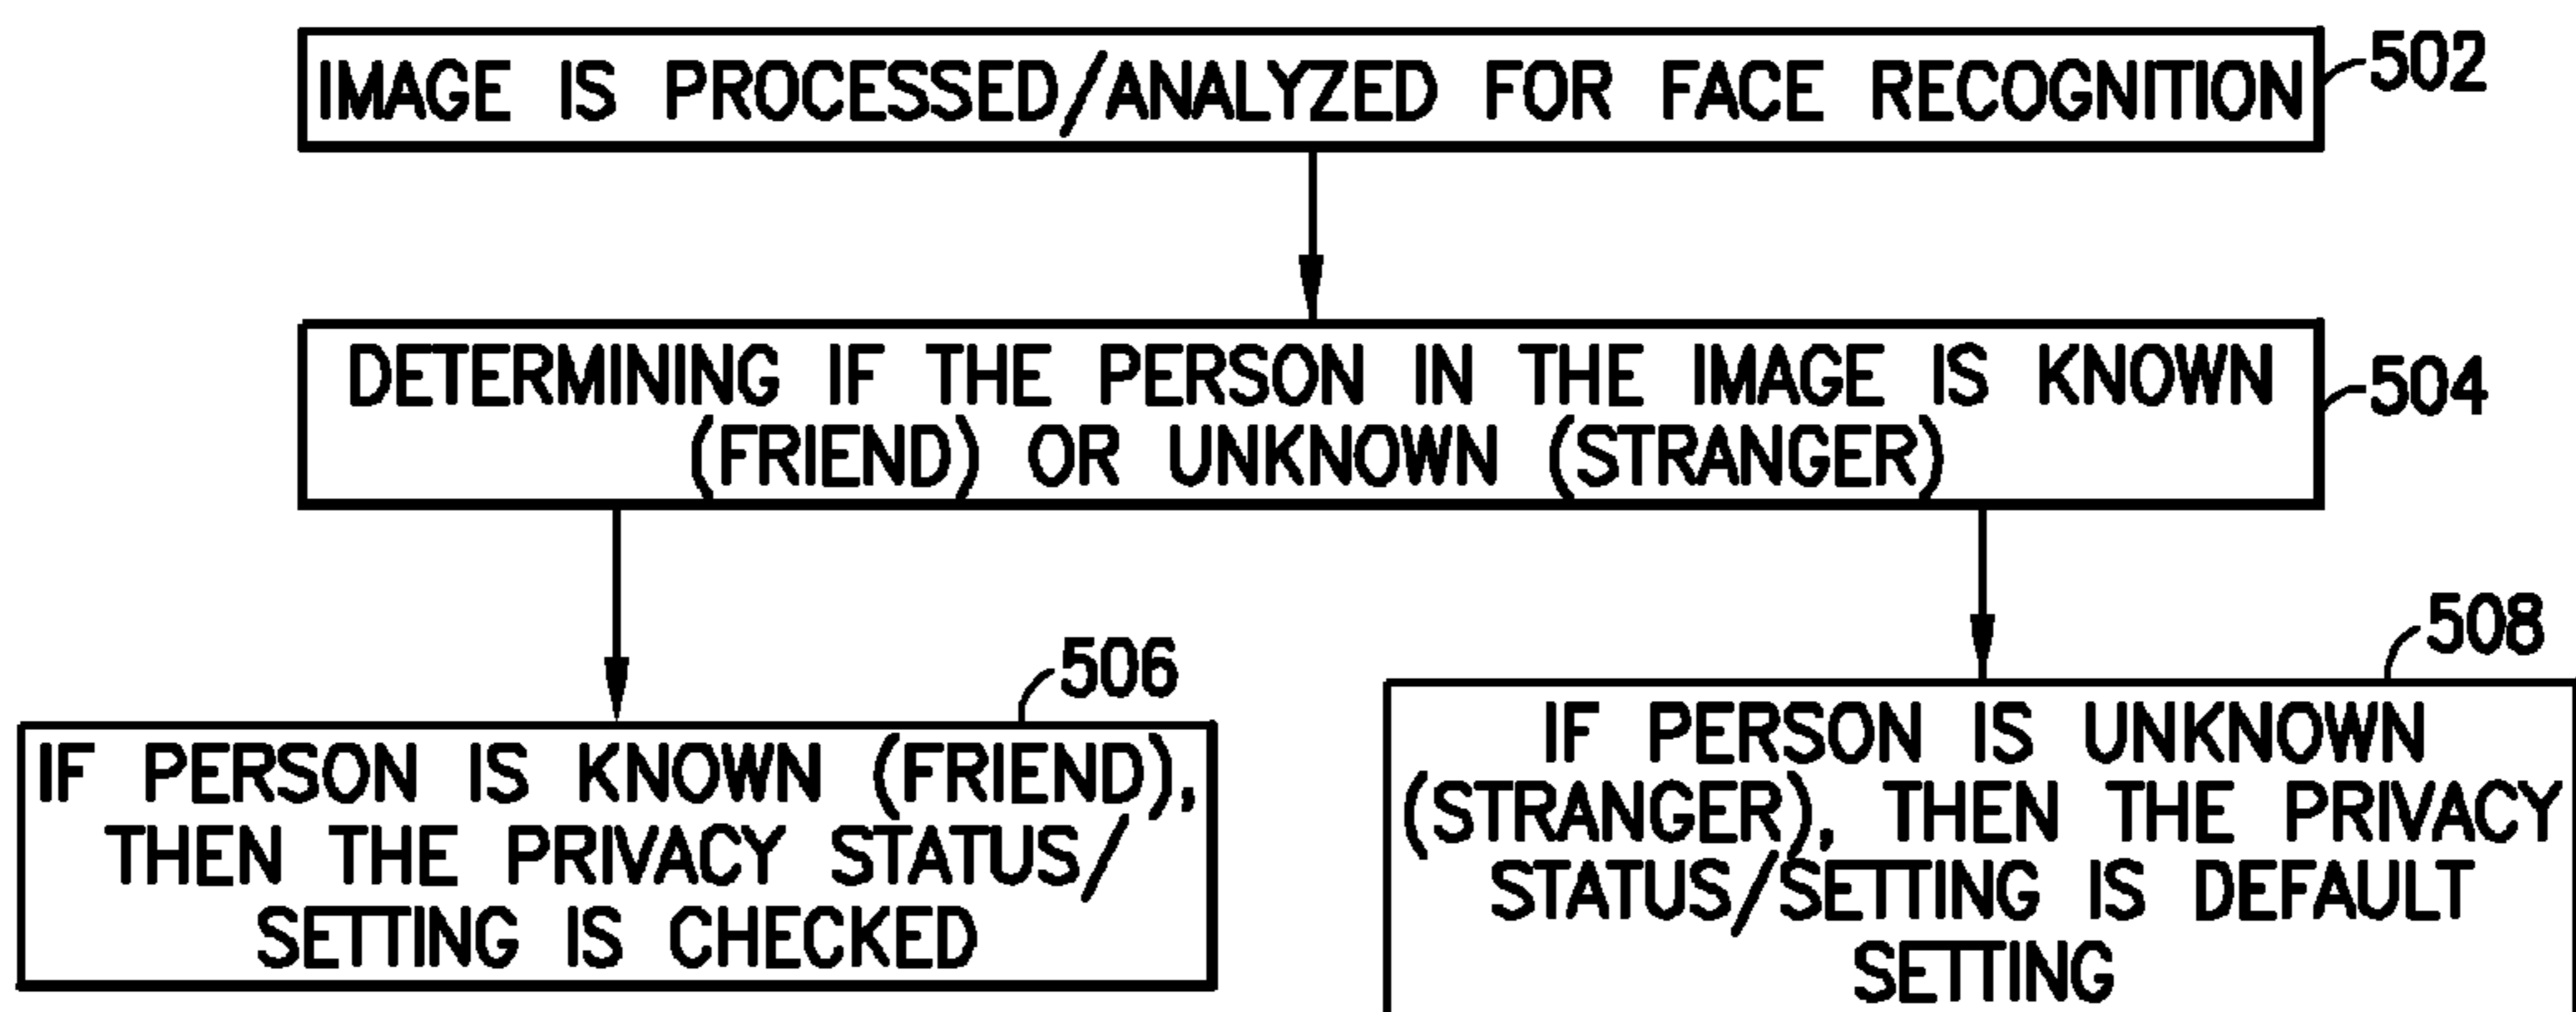 IMAGE IS PROCESSED/ANALYZED FOR FACE RECOGNITION
502
DETERMINING IF THE PERSON IN THE IMAGE IS KNOWN
(FRIEND) OR UNKNOWN (STRANGER)
504
506
IF PERSON IS KNOWN (FRIEND),
THEN THE PRIVACY STATUS/
SETTING IS CHECKED
508
IF PERSON IS UNKNOWN
(STRANGER), THEN THE PRIVACY
STATUS/SETTING IS DEFAULT
SETTING